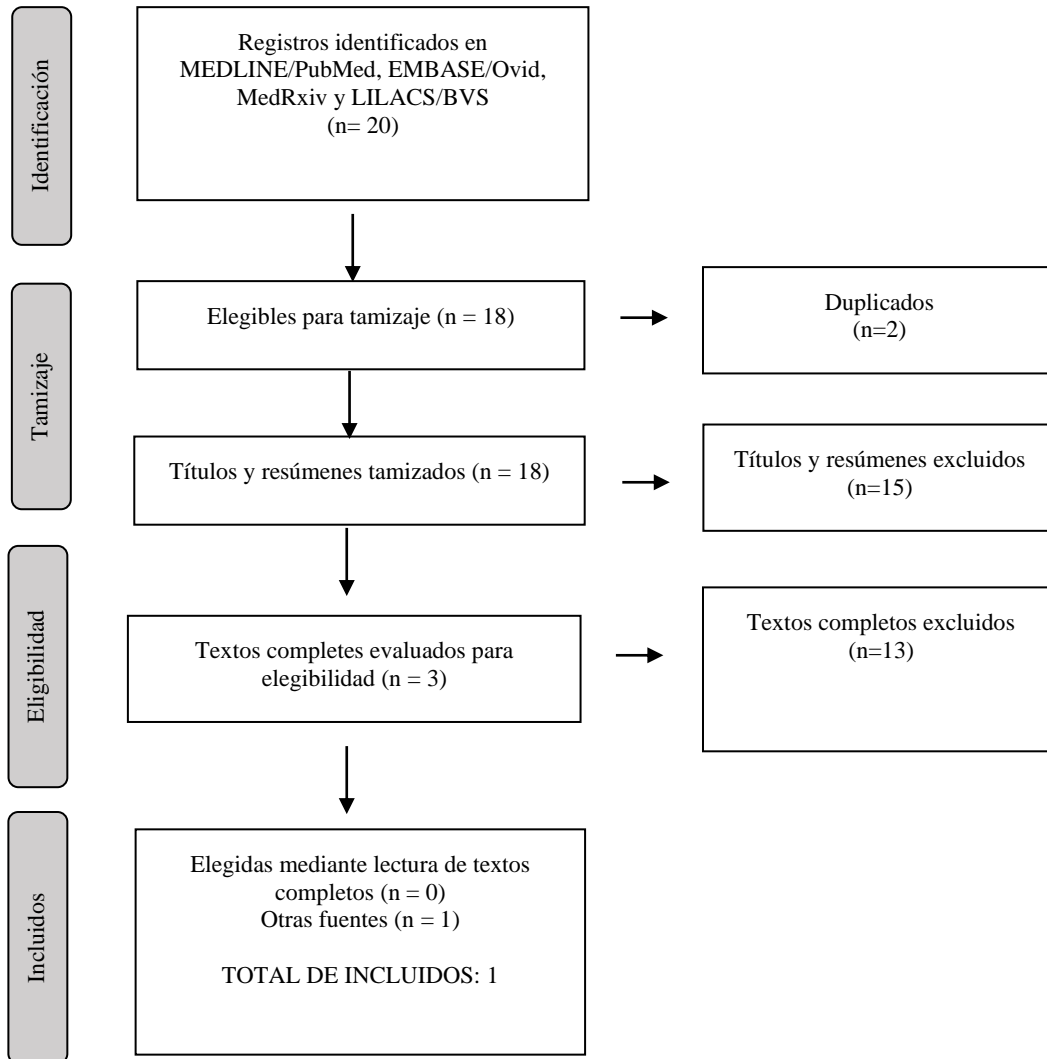 Identificación
Registros identificados en
MEDLINE/PubMed, EMBASE/Ovid,
MedRxiv y LILACS/BVS
(n= 20)
Tamizaje
Elegibles para tamizaje (n = 18)
Duplicados
(n=2)
Títulos y resúmenes tamizados (n = 18)
Títulos y resúmenes excluidos
(n=15)
Eligibilidad
Textos completes evaluados para
elegibilidad (n = 3)
Textos completos excluidos
(n=13)
Incluidos
Elegidas mediante lectura de textos
completos (n = 0)
Otras fuentes (n = 1)
TOTAL DE INCLUIDOS: 1